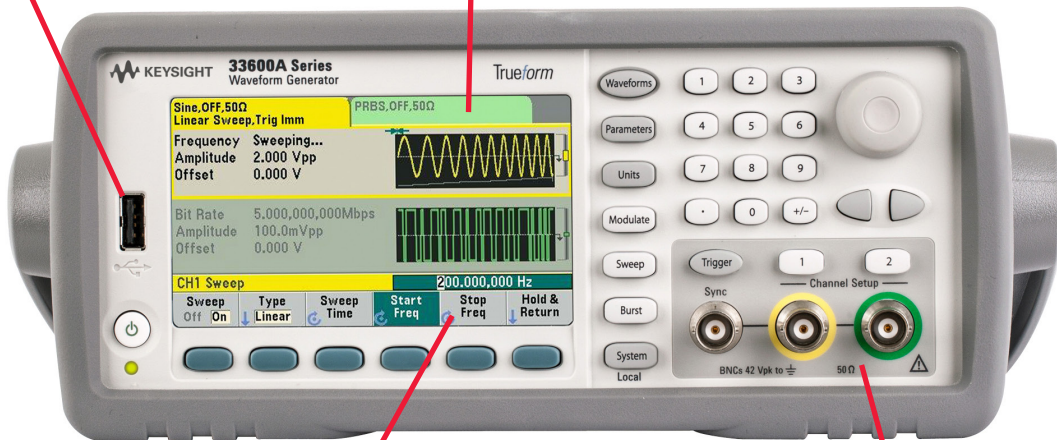 KEYSIGHT
33600A Series
Waveform Generator
Trueform
Sine,OFF,50Ω
Linear Sweep,Trig Imm
PRBS,OFF,50Ω
Frequency Sweeping...
Amplitude 2.000 Vpp
Offset 0.000 V
Bit Rate 5.000,000,000Mbps
Amplitude 100.0mVpp
Offset 0.000 V
CH1 Sweep 200.000,000 Hz
Sweep
Off On
Type
Linear
Sweep
Time
Start
Freq
Stop
Freq
Hold &
Return
Waveforms
Parameters
Units
Modulate
Sweep
Burst
System
Local
1 2 3
4 5 6
7 8 9
. 0 +/-
Trigger
1 2
Channel Setup
Sync
BNCs 42 Vpk to
50 Ω